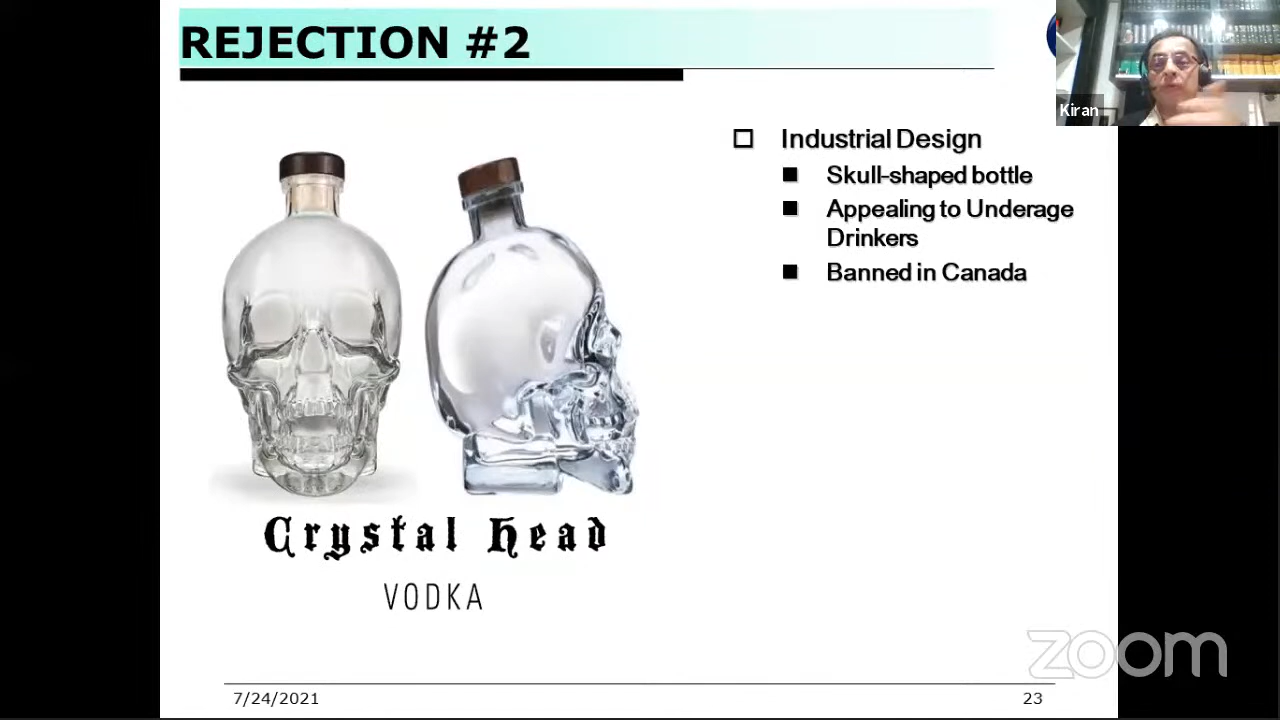 REJECTION #2
Kiran
Industrial Design
Skull-shaped bottle
Appealing to Underage
Drinkers
Banned in Canada
Crystal Head
VODKA
zoom
7/24/2021
23